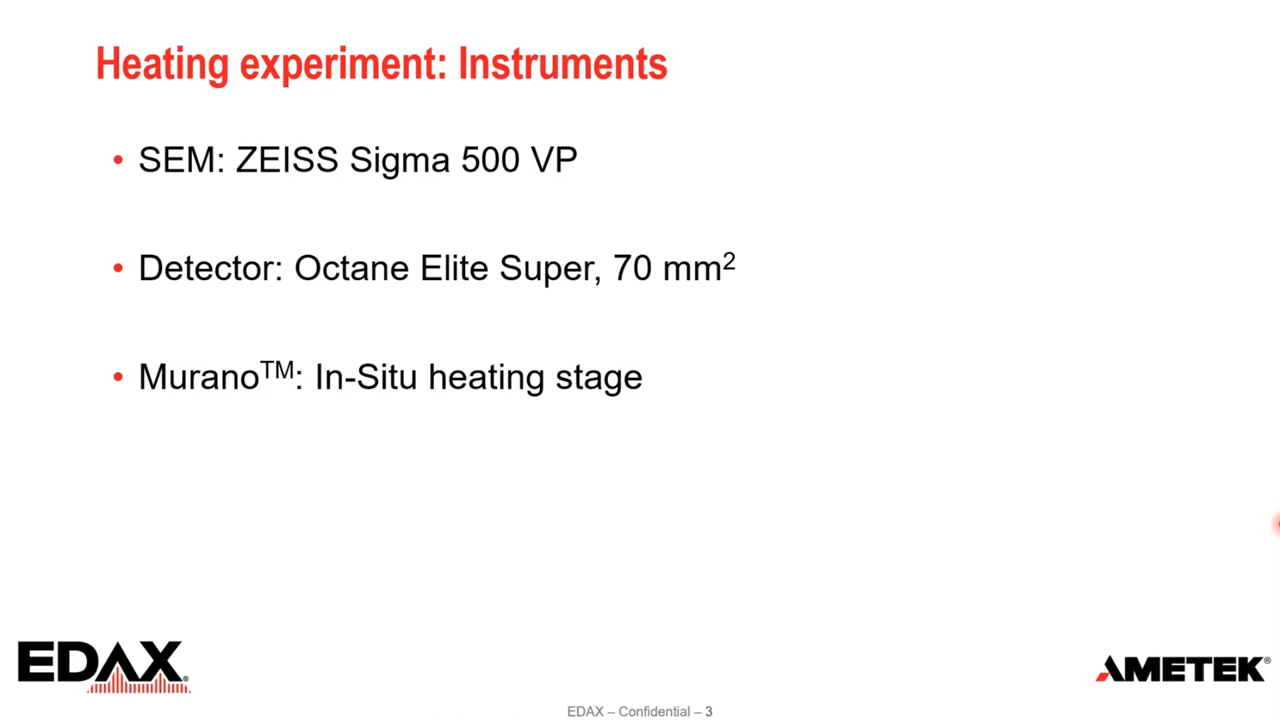 Heating experiment: Instruments
• SEM: ZEISS Sigma 500 VP
• Detector: Octane Elite Super, 70 mm²
• Murano™: In-Situ heating stage
EDAX®
AMETEK®
EDAX – Confidential – 3